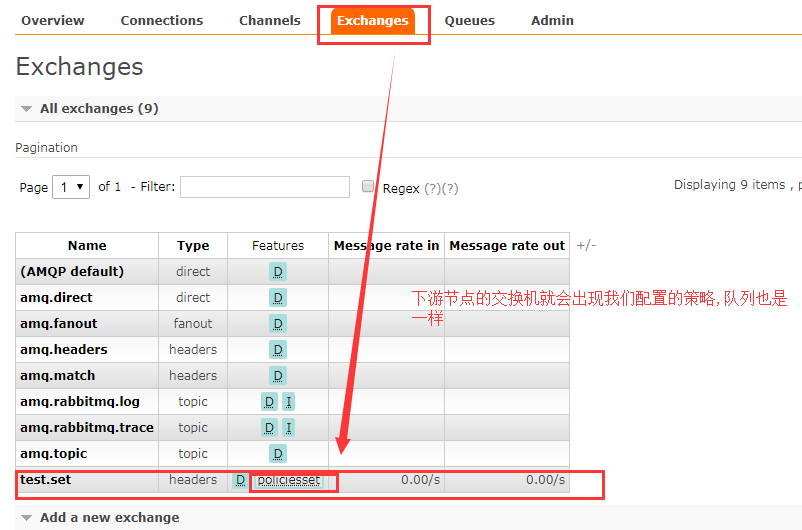 Overview Connections Channels Exchanges Queues Admin
Exchanges
All exchanges (9)
Pagination
Page 1 of 1 - Filter: Regex (?)(?) Displaying 9 items , p
Name Type Features Message rate in Message rate out +/-
(AMQP default) direct D
amq.direct direct D
下游节点的交换机就会出现我们配置的策略,队列也是
一样
amq.fanout fanout D
amq.headers headers D
amq.match headers D
amq.rabbitmq.log topic D I
amq.rabbitmq.trace topic D I
amq.topic topic D
test.set headers D policiesset 0.00/s 0.00/s
Add a new exchange